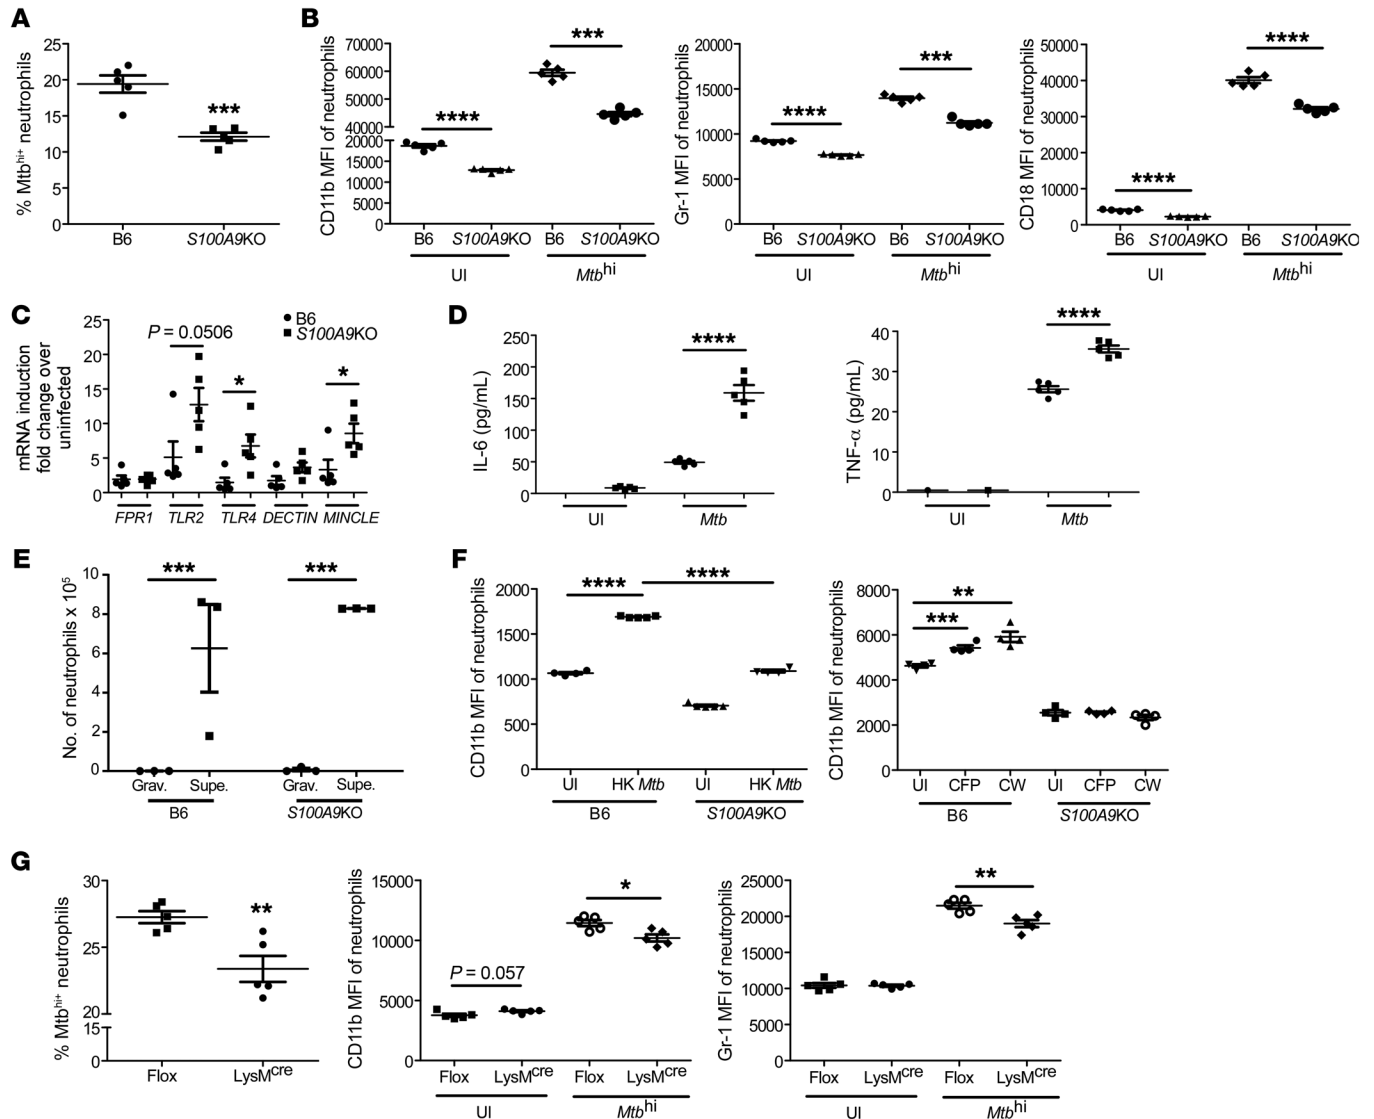 A
% Mtbhi+ neutrophils
25
20
15
10
5
0
***
B6
S100A9KO
B
CD11b MFI of neutrophils
70000
60000
50000
40000
20000
15000
10000
5000
0
****
***
B6
S100A9KO
B6
S100A9KO
UI
Mtbhi
Gr-1 MFI of neutrophils
20000
15000
10000
5000
0
****
***
B6
S100A9KO
B6
S100A9KO
UI
Mtbhi
CD18 MFI of neutrophils
50000
40000
30000
20000
10000
0
****
****
B6
S100A9KO
B6
S100A9KO
UI
Mtbhi
C
mRNA induction
fold change over
uninfected
25
20
15
10
5
0
B6
S100A9KO
P = 0.0506
*
*
FPR1
TLR2
TLR4
DECTIN
MINCLE
D
IL-6 (pg/mL)
250
200
150
100
50
0
****
UI
Mtb
TNF-α (pg/mL)
40
30
20
10
0
****
UI
Mtb
E
No. of neutrophils x 10⁵
10
8
6
4
2
0
***
***
Grav.
Supe.
Grav.
Supe.
B6
S100A9KO
F
CD11b MFI of neutrophils
2000
1500
1000
500
0
****
****
UI
HK Mtb
UI
HK Mtb
B6
S100A9KO
CD11b MFI of neutrophils
8000
6000
4000
2000
0
**
***
UI
CFP
CW
UI
CFP
CW
B6
S100A9KO
G
% Mtbhi+ neutrophils
30
25
20
15
0
**
Flox
LysMcre
CD11b MFI of neutrophils
15000
10000
5000
0
P = 0.057
*
Flox
LysMcre
Flox
LysMcre
UI
Mtbhi
Gr-1 MFI of neutrophils
25000
20000
15000
10000
5000
0
**
Flox
LysMcre
Flox
LysMcre
UI
Mtbhi